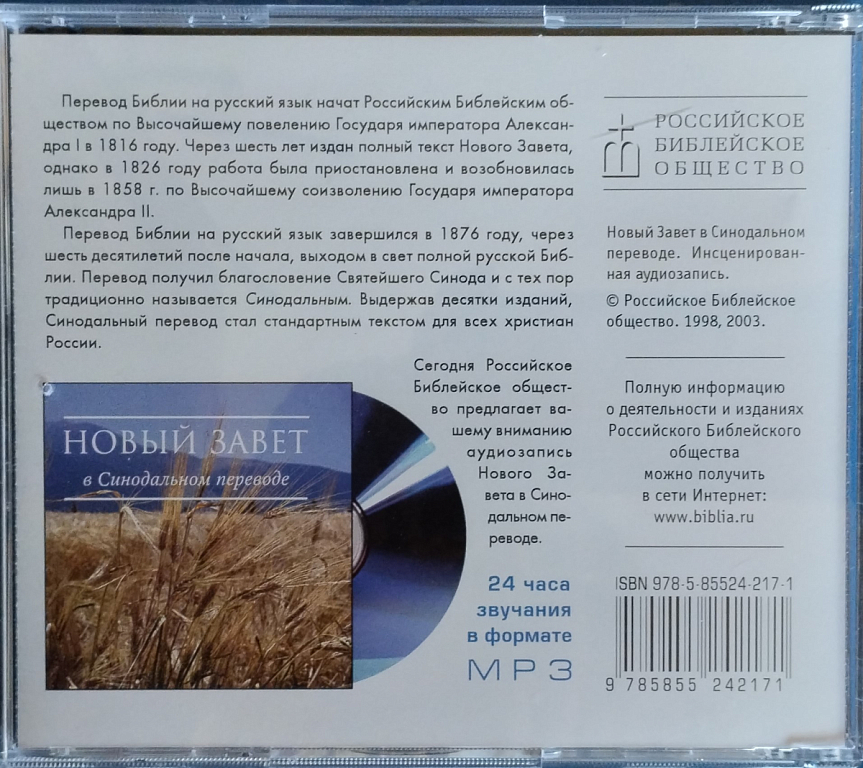 Перевод Библии на русский язык начат Российским Библейским об-
ществом по Высочайшему повелению Государя императора Алексан-
дра I в 1816 году. Через шесть лет издан полный текст Нового Завета,
однако в 1826 году работа была приостановлена и возобновилась
лишь в 1858 г. по Высочайшему соизволению Государя императора
Александра II.
Перевод Библии на русский язык завершился в 1876 году, через
шесть десятилетий после начала, выходом в свет полной русской Биб-
лии. Перевод получил благословение Святейшего Синода и с тех пор
традиционно называется Синодальным. Выдержав десятки изданий,
Синодальный перевод стал стандартным текстом для всех христиан
России.
Сегодня Российское
Библейское общест-
во предлагает ва-
шему вниманию
аудиозапись
Нового За-
вета в Сино-
дальном пе-
реводе.
НОВЫЙ ЗАВЕТ
в Синодальном переводе
24 часа
звучания
в формате
MP3
РОССИЙСКОЕ
БИБЛЕЙСКОЕ
ОБЩЕСТВО
Новый Завет в Синодальном
переводе. Инсценирован-
ная аудиозапись.
© Российское Библейское
общество. 1998, 2003.
Полную информацию
о деятельности и изданиях
Российского Библейского
общества
можно получить
в сети Интернет:
www.biblia.ru
ISBN 978-5-85524-217-1
9 785855 242171